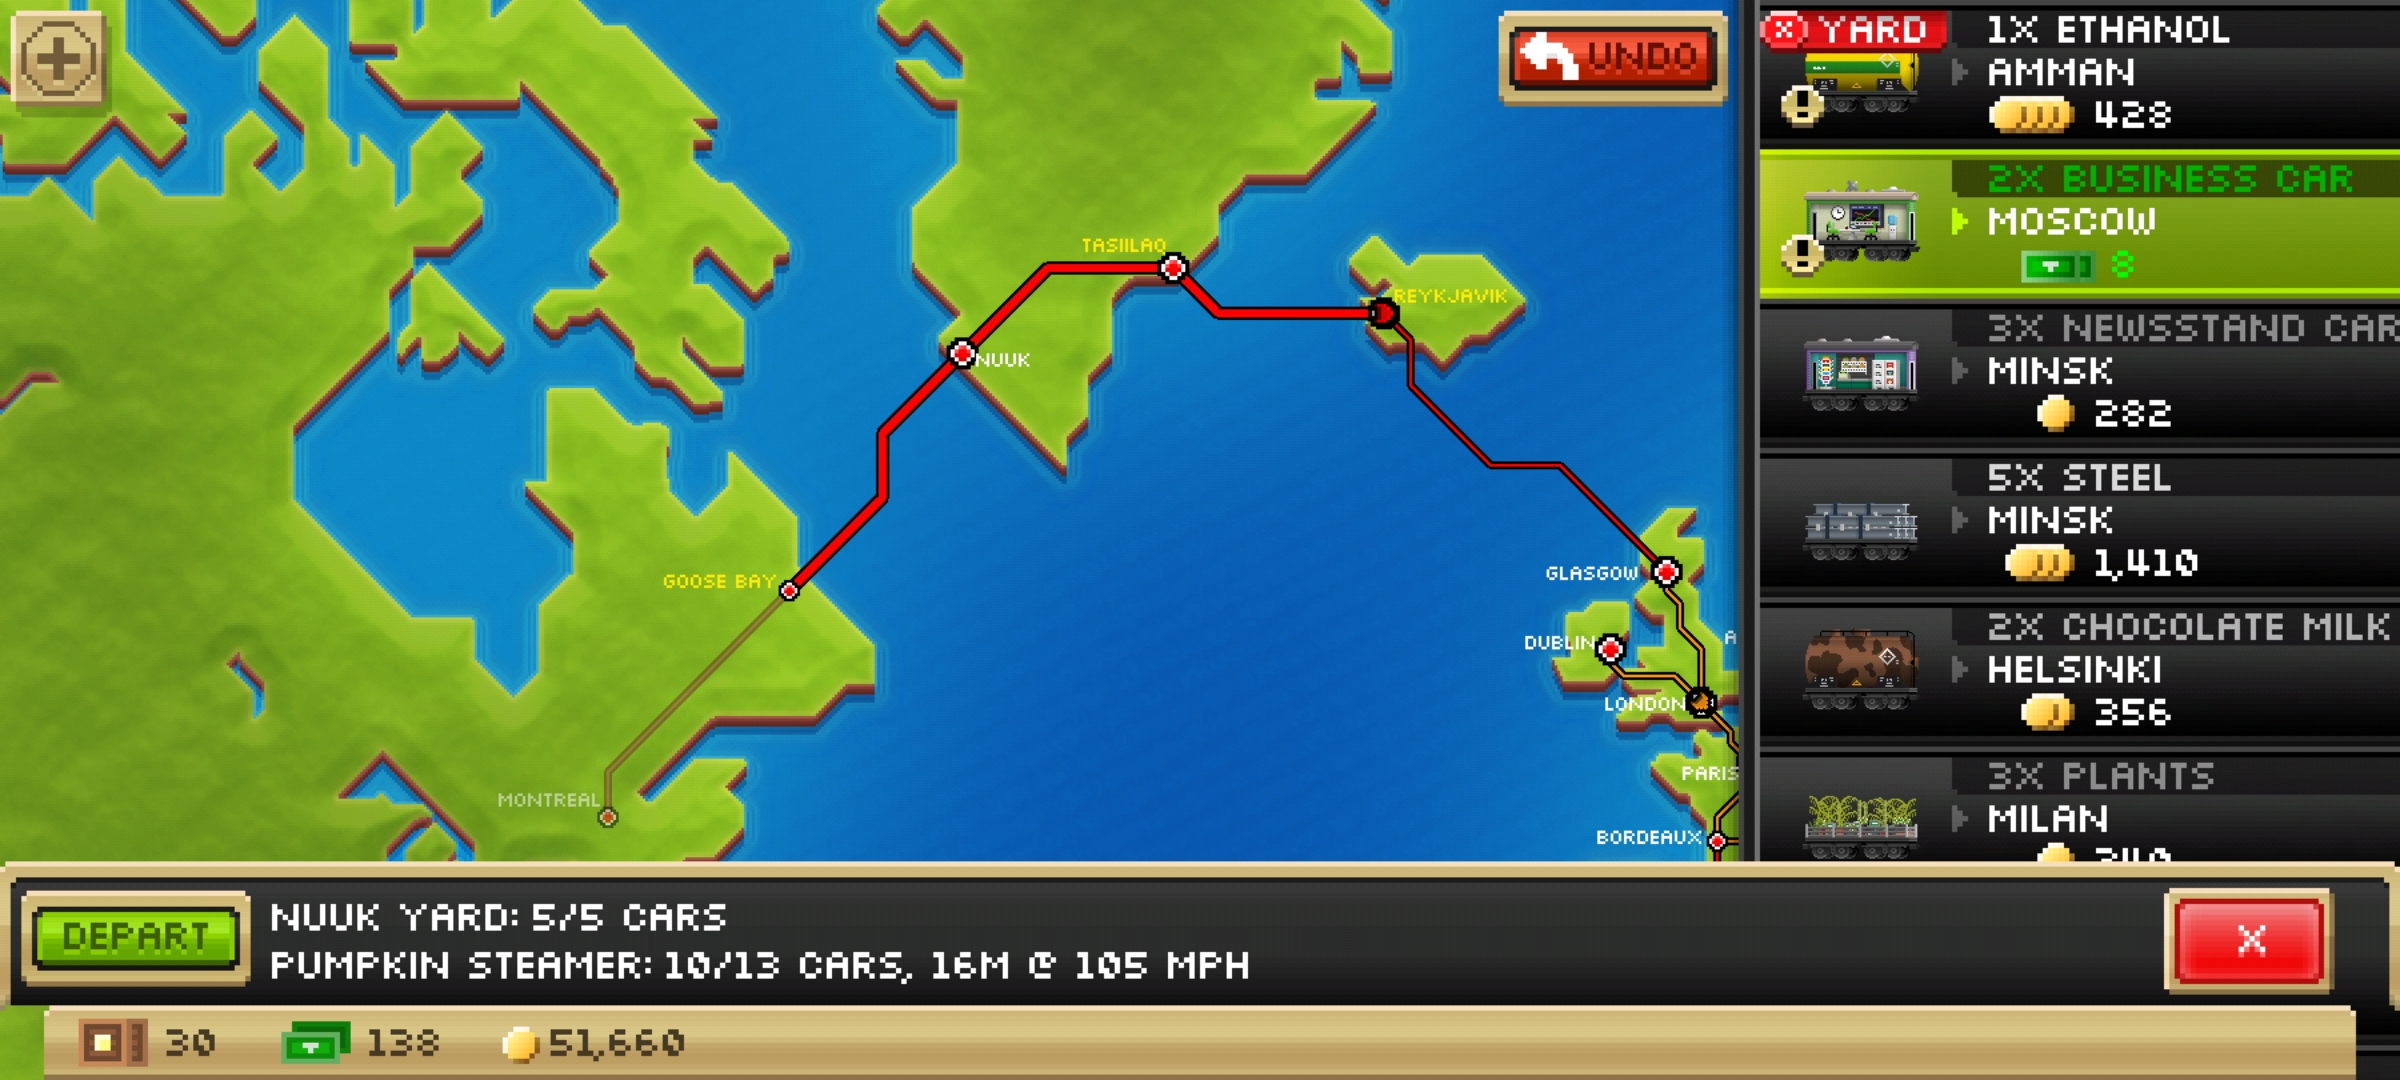 UNDO
YARD
1X ETHANOL
AMMAN
428
2X BUSINESS CAR
MOSCOW
8
3X NEWSSTAND CAR
MINSK
282
5X STEEL
MINSK
1,410
2X CHOCOLATE MILK
HELSINKI
356
3X PLANTS
MILAN
TASIILAQ
REYKJAVIK
NUUK
GOOSE BAY
GLASGOW
DUBLIN
LONDON
PARIS
MONTREAL
BORDEAUX
DEPART
NUUK YARD: 5/5 CARS
PUMPKIN STEAMER: 10/13 CARS, 16M @ 105 MPH
X
30
138
51,660